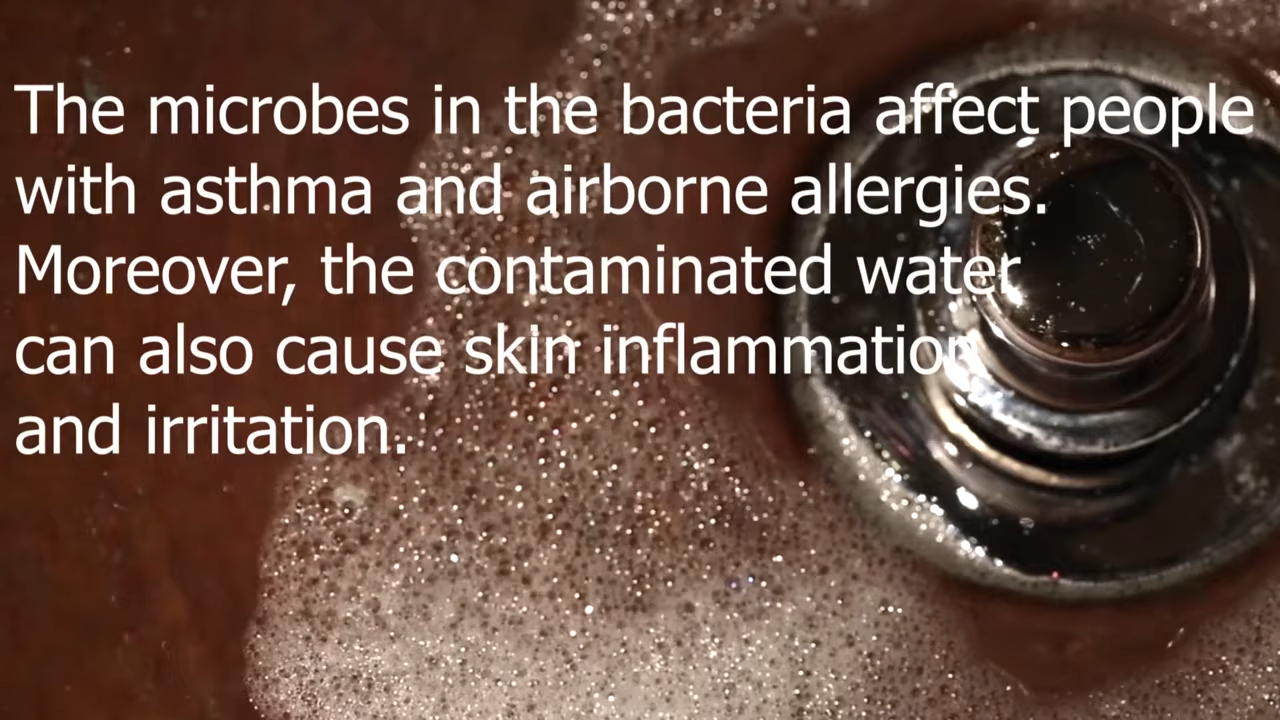 The microbes in the bacteria affect people
with asthma and airborne allergies.
Moreover, the contaminated water
can also cause skin inflammation
and irritation.